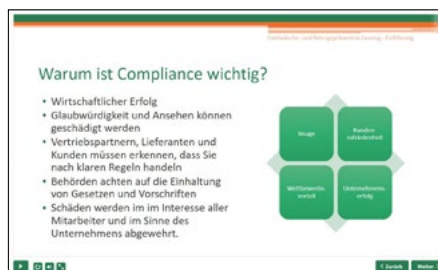 Warum ist Compliance wichtig?
• Wirtschaftlicher Erfolg
• Glaubwürdigkeit und Ansehen können
geschädigt werden
• Vertriebspartnern, Lieferanten und
Kunden müssen erkennen, dass Sie
nach klaren Regeln handeln
• Behörden achten auf die Einhaltung
von Gesetzen und Vorschriften
• Schäden werden im im Interesse aller
Mitarbeiter und im Sinne des
Unternehmens abgewehrt.
Image
Kunden-
zufriedenheit
Wettbewerbs-
vorteil
Unternehmens
erfolg
Zurück
Weiter